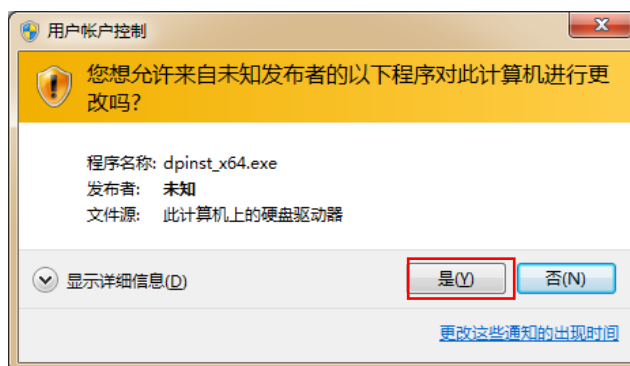 用户帐户控制
您想允许来自未知发布者的以下程序对此计算机进行更
改吗?
程序名称: dpinst_x64.exe
发布者: 未知
文件源: 此计算机上的硬盘驱动器
显示详细信息(D)
是(Y)
否(N)
更改这些通知的出现时间